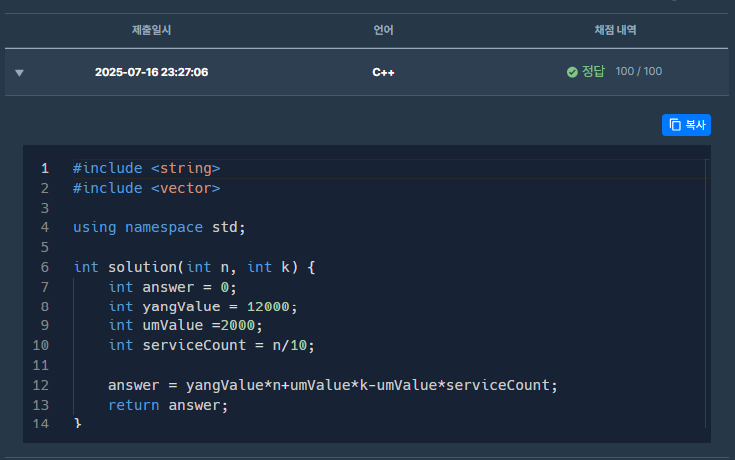 제출일시 언어 채점 내역
2025-07-16 23:27:06 C++ 정답 100 / 100
복사
1 #include <string>
2 #include <vector>
3
4 using namespace std;
5
6 int solution(int n, int k) {
7 int answer = 0;
8 int yangValue = 12000;
9 int umValue =2000;
10 int serviceCount = n/10;
11
12 answer = yangValue*n+umValue*k-umValue*serviceCount;
13 return answer;
14 }